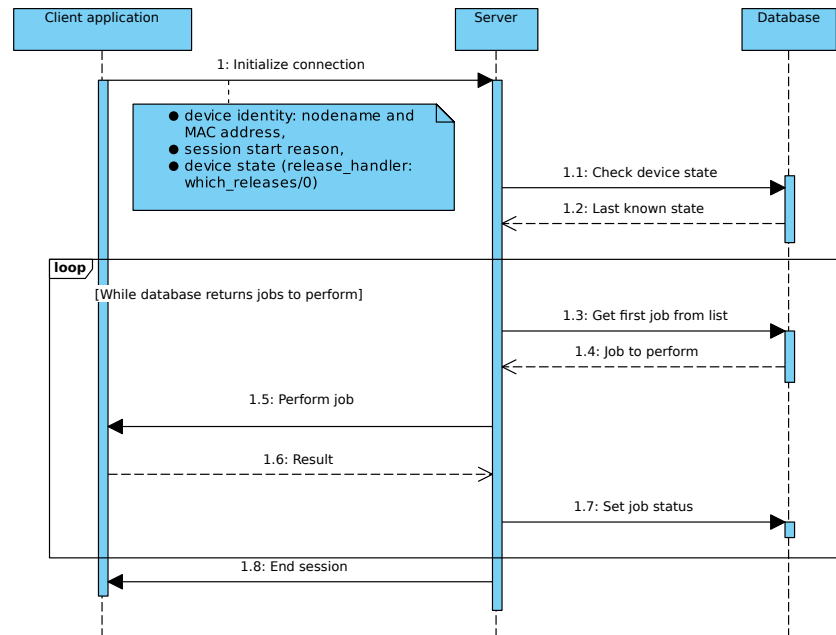 Client application
Server
Database
1: Initialize connection
● device identity: nodename and
MAC address,
● session start reason,
● device state (release_handler:
which_releases/0)
1.1: Check device state
1.2: Last known state
loop
[While database returns jobs to perform]
1.3: Get first job from list
1.4: Job to perform
1.5: Perform job
1.6: Result
1.7: Set job status
1.8: End session